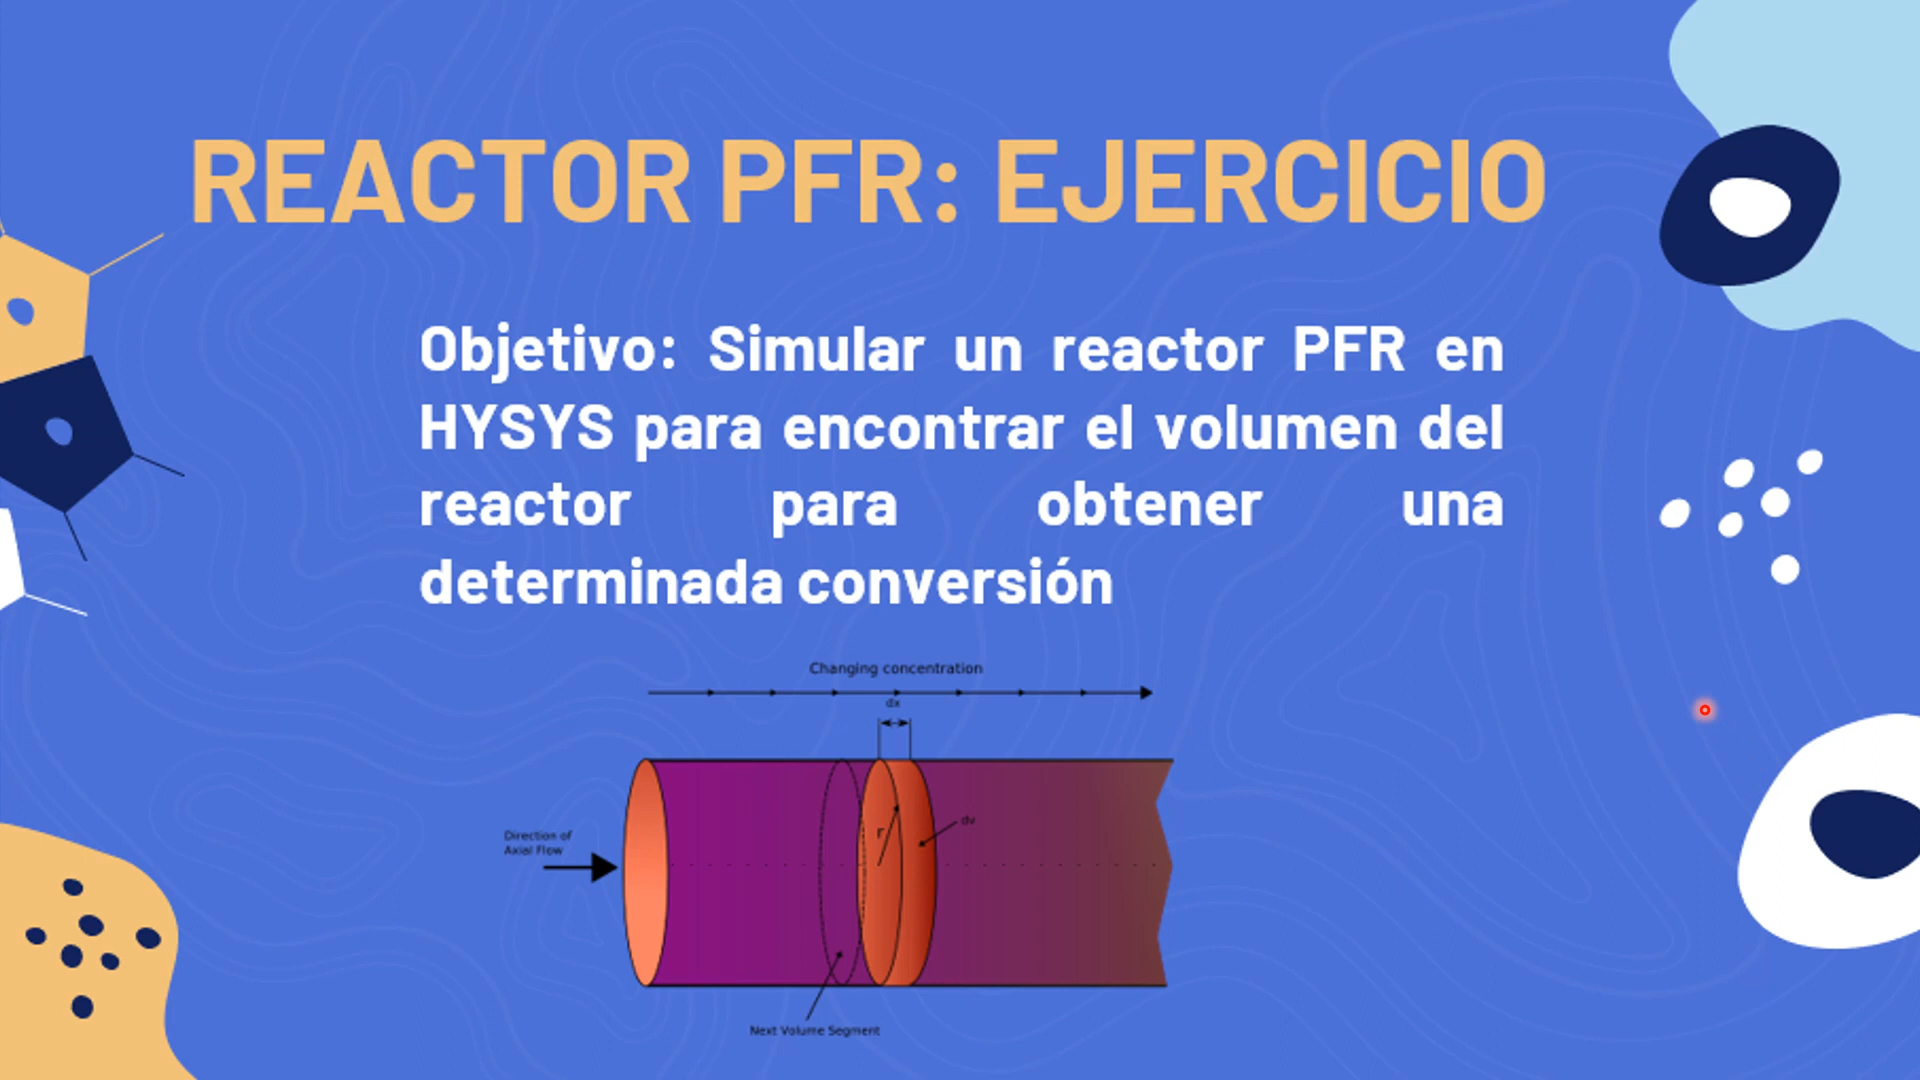 REACTOR PFR: EJERCICIO
Objetivo: Simular un reactor PFR en
HYSYS para encontrar el volumen del
reactor para obtener una
determinada conversión
Changing concentration
dx
r
dv
Direction of
Axial Flow
Next Volume Segment